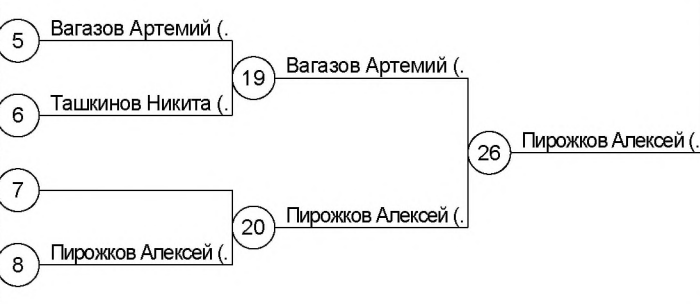 5
Вагазов Артемий (.
6
Ташкинов Никита (.
19
Вагазов Артемий (.
7
8
Пирожков Алексей (.
20
Пирожков Алексей (.
26
Пирожков Алексей (.